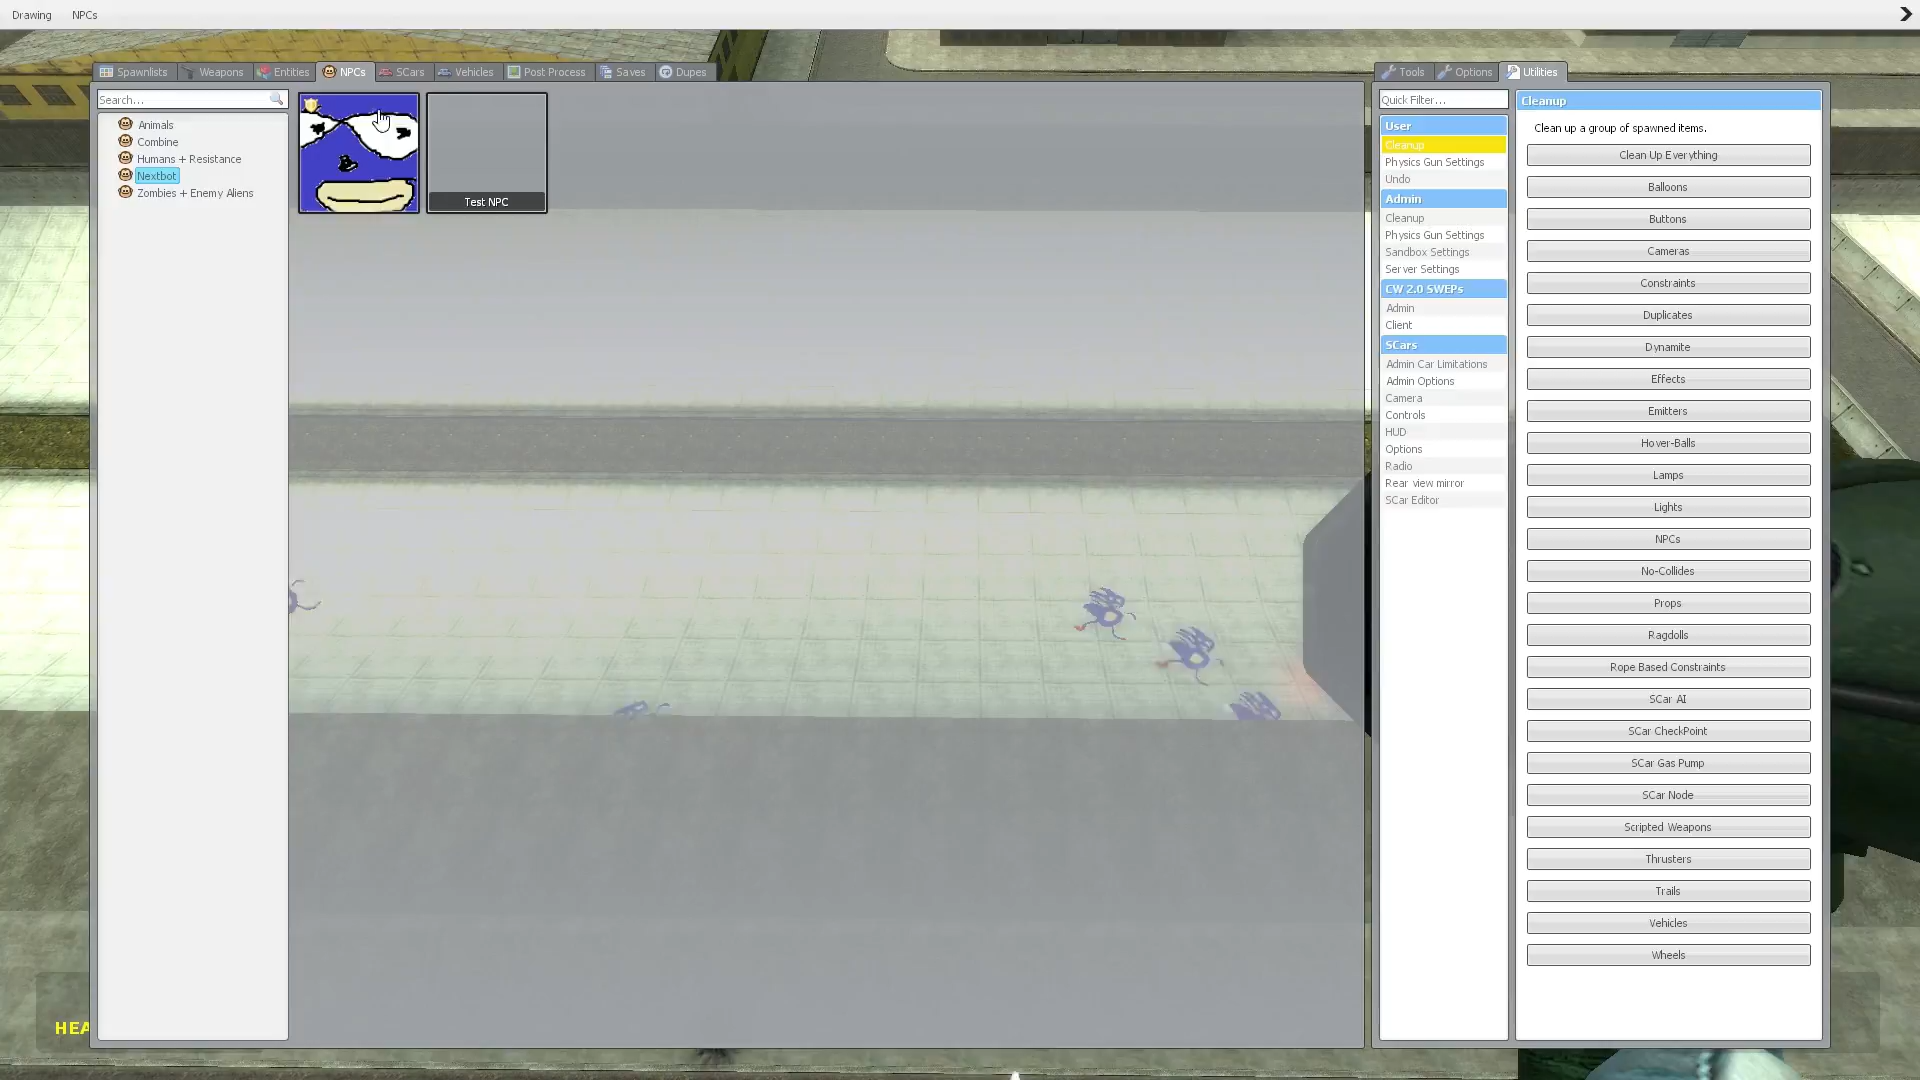 Drawing NPCs
Spawnlists Weapons Entities NPCs SCars Vehicles Post Process Saves Dupes
Search...
Animals
Combine
Humans + Resistance
Nextbot
Zombies + Enemy Aliens
Test NPC
HEA
Tools Options Utilities
Quick Filter...
User
Cleanup
Physics Gun Settings
Undo
Admin
Cleanup
Physics Gun Settings
Sandbox Settings
Server Settings
CW 2.0 SWEPs
Admin
Client
SCars
Admin Car Limitations
Admin Options
Camera
Controls
HUD
Options
Radio
Rear view mirror
SCar Editor
Cleanup
Clean up a group of spawned items.
Clean Up Everything
Balloons
Buttons
Cameras
Constraints
Duplicates
Dynamite
Effects
Emitters
Hover-Balls
Lamps
Lights
NPCs
No-Collides
Props
Ragdolls
Rope Based Constraints
SCar AI
SCar CheckPoint
SCar Gas Pump
SCar Node
Scripted Weapons
Thrusters
Trails
Vehicles
Wheels